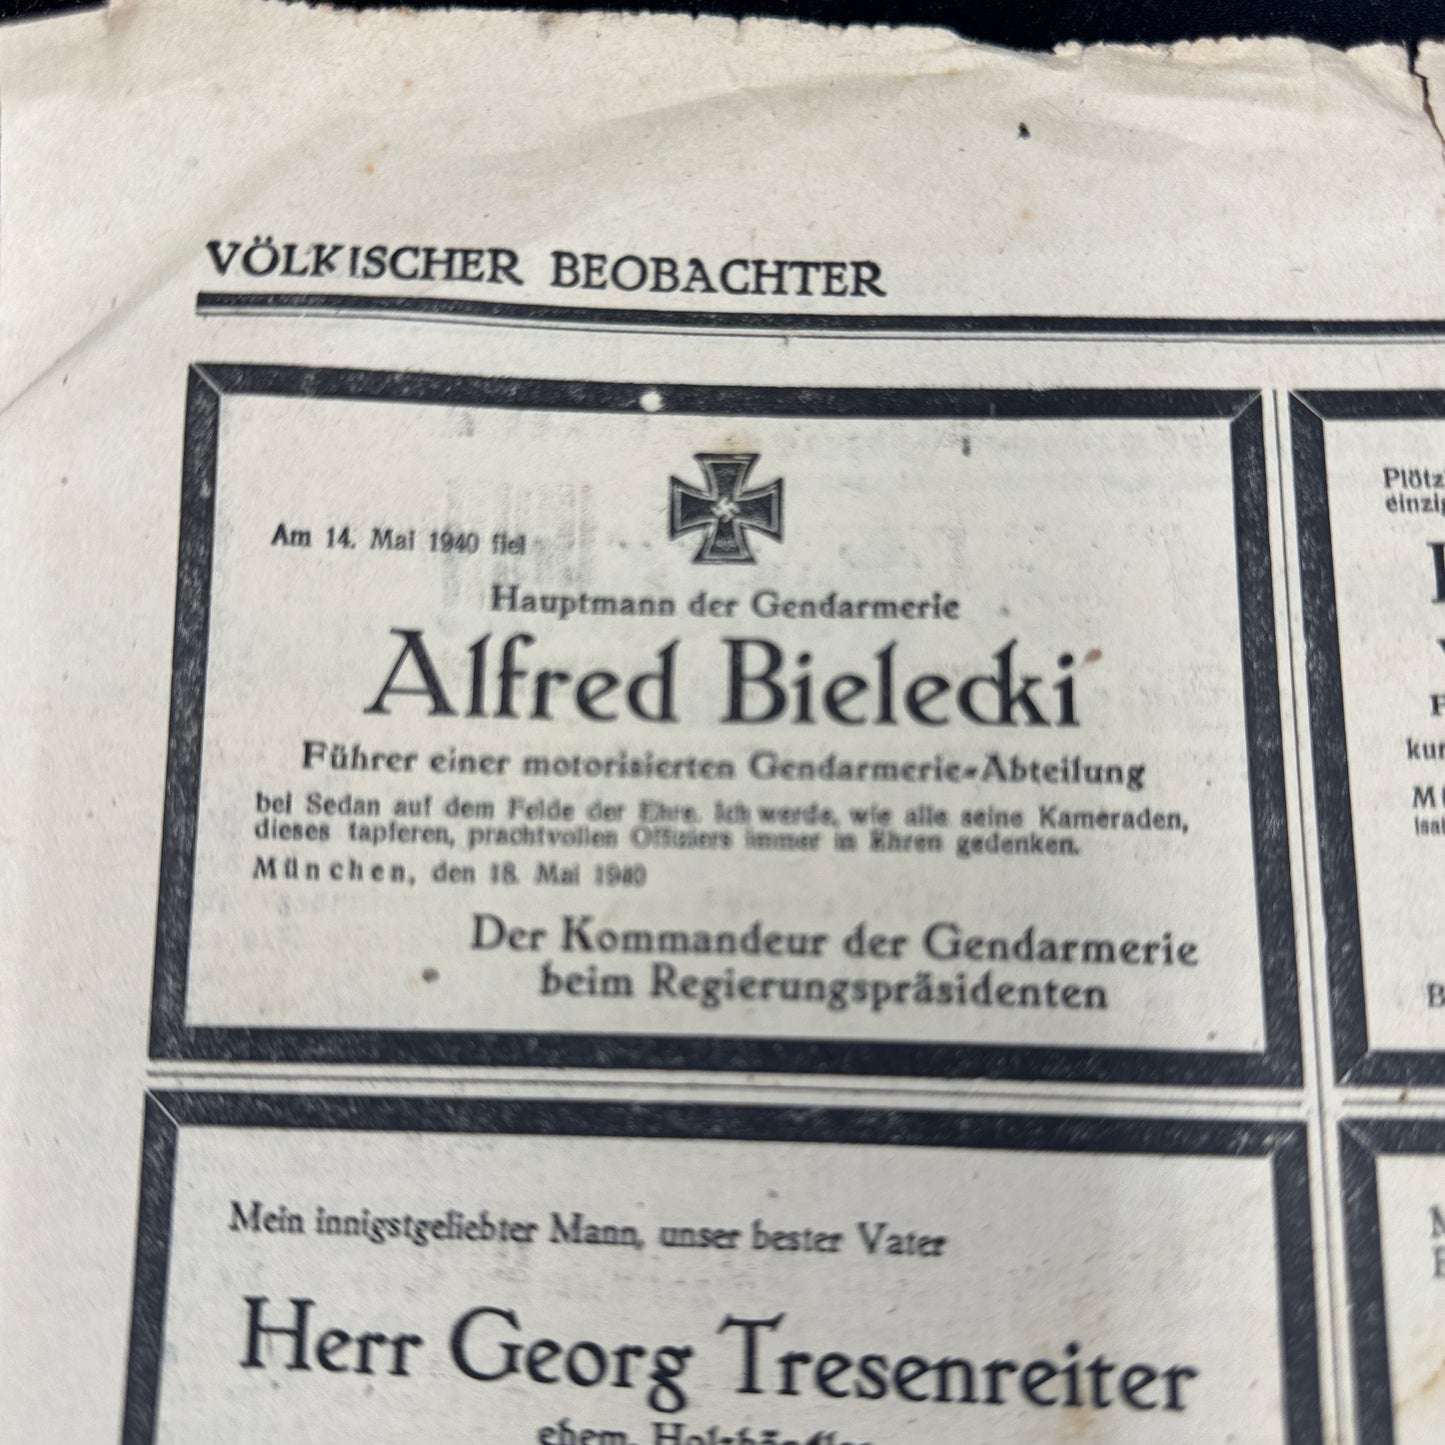 VÖLKISCHER BEOBACHTER
Am 14. Mai 1940 fiel
Hauptmann der Gendarmerie
Alfred Bielecki
Führer einer motorisierten Gendarmerie-Abteilung
bei Sedan auf dem Felde der Ehre. Ich werde, wie alle seine Kameraden,
dieses tapferen, prachtvollen Offiziers immer in Ehren gedenken.
München, den 18. Mai 1940
Der Kommandeur der Gendarmerie
beim Regierungspräsidenten
Mein innigstgeliebter Mann, unser bester Vater
Herr Georg Tresenreiter
ehem.